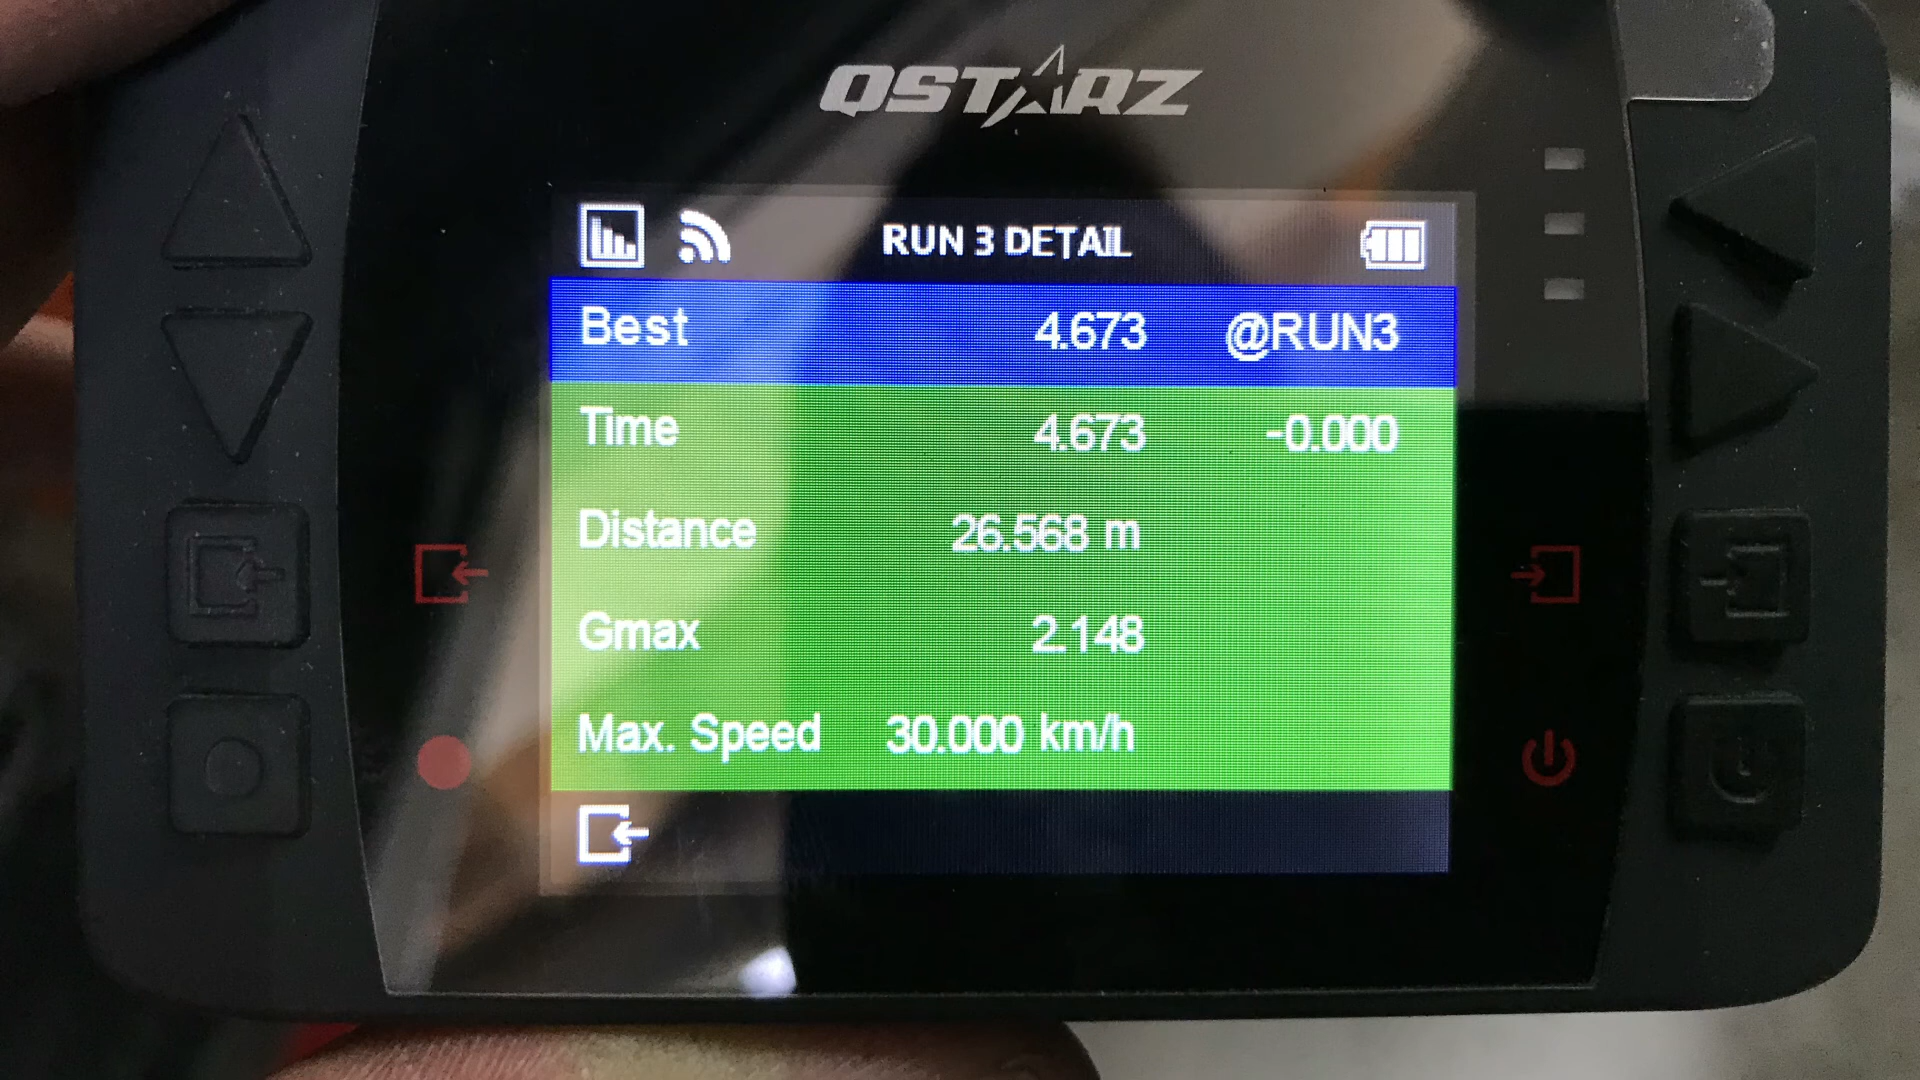 QSTARZ
RUN 3 DETAIL
Best 4.673 @RUN3
Time 4.673 -0.000
Distance 26.568 m
Gmax 2.148
Max. Speed 30.000 km/h